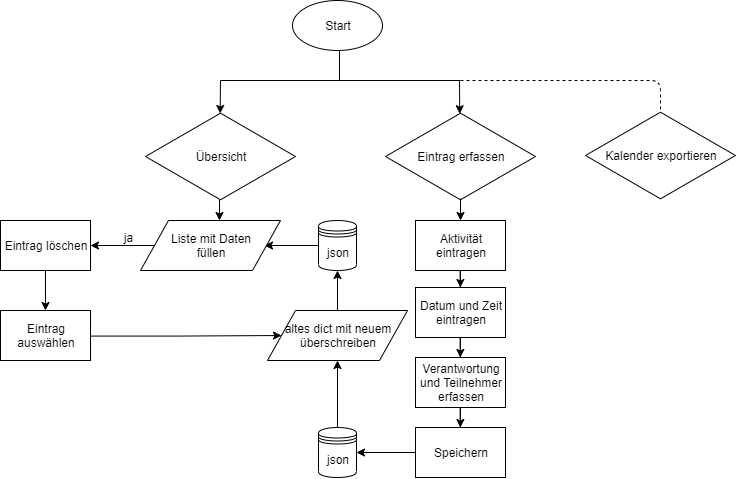 Start
Übersicht
Eintrag erfassen
Kalender exportieren
Eintrag löschen
ja
Liste mit Daten
füllen
json
Aktivität
eintragen
Datum und Zeit
eintragen
Eintrag
auswählen
altes dict mit neuem
überschreiben
Verantwortung
und Teilnehmer
erfassen
json
Speichern